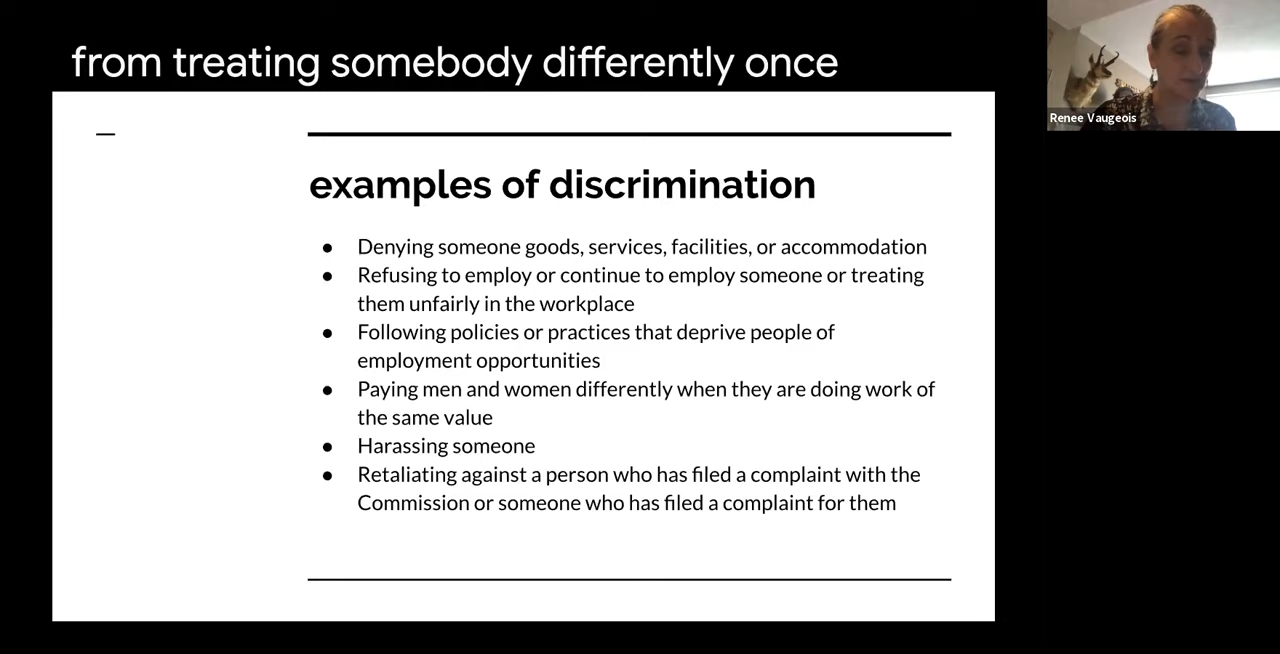 from treating somebody differently once
Renee Vaugeois
examples of discrimination
● Denying someone goods, services, facilities, or accommodation
● Refusing to employ or continue to employ someone or treating
them unfairly in the workplace
● Following policies or practices that deprive people of
employment opportunities
● Paying men and women differently when they are doing work of
the same value
● Harassing someone
● Retaliating against a person who has filed a complaint with the
Commission or someone who has filed a complaint for them